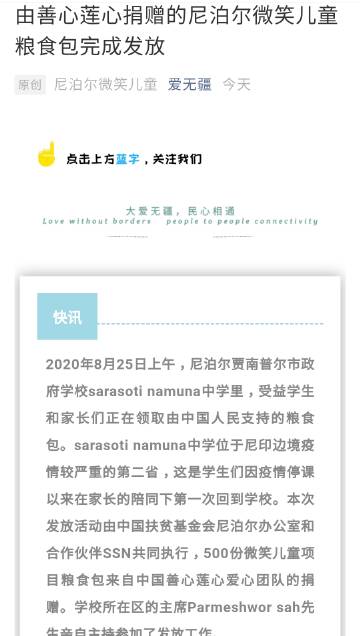 由善心莲心捐赠的尼泊尔微笑儿童
粮食包完成发放
原创 尼泊尔微笑儿童 爱无疆 今天
点击上方蓝字，关注我们
大爱无疆，民心相通
Love without borders people to people connectivity
快讯
2020年8月25日上午，尼泊尔贾南普尔市政
府学校sarasoti namuna中学里，受益学生
和家长们正在领取由中国人民支持的粮食
包。sarasoti namuna中学位于尼印边境疫
情较严重的第二省，这是学生们因疫情停课
以来在家长的陪同下第一次回到学校。本次
发放活动由中国扶贫基金会尼泊尔办公室和
合作伙伴SSN共同执行，500份微笑儿童项
目粮食包来自中国善心莲心爱心团队的捐
赠。学校所在区的主席Parmeshwor sah先
生亲自主持参加了发放工作